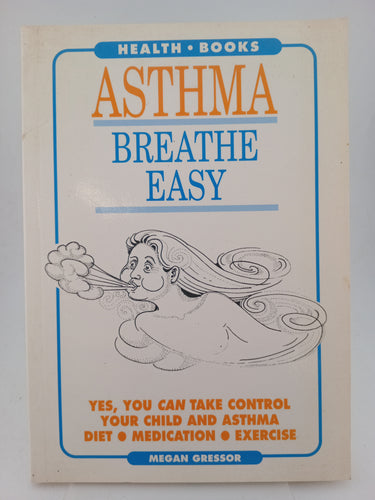 HEALTH • BOOKS
ASTHMA
BREATHE
EASY
YES, YOU CAN TAKE CONTROL
YOUR CHILD AND ASTHMA
DIET • MEDICATION • EXERCISE
MEGAN GRESSOR